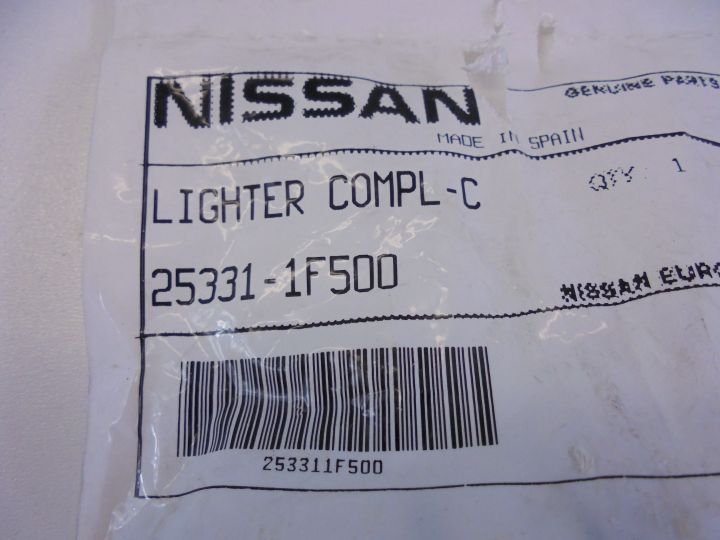 NISSAN
GENUINE PARTS
MADE IN SPAIN
LIGHTER COMPL-C
QTY: 1
25331-1F500
NISSAN EURO
253311F500